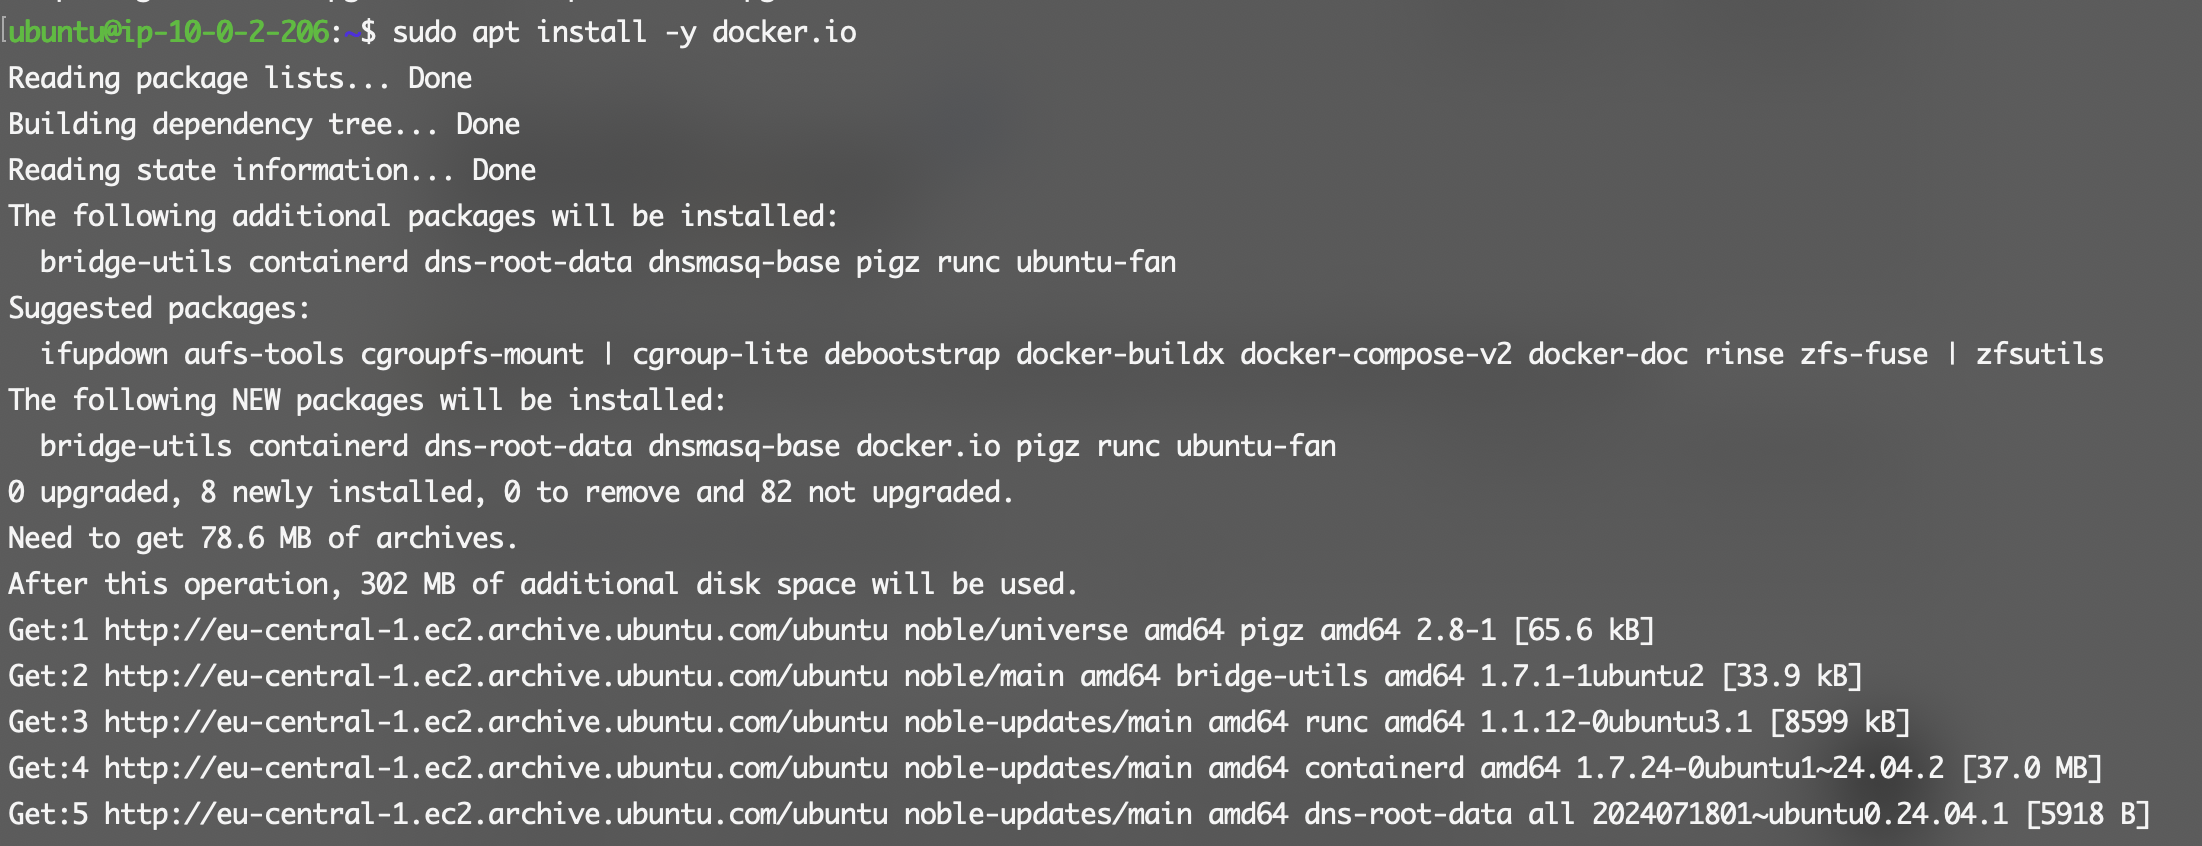 ubuntu@ip-10-0-2-206:~$ sudo apt install -y docker.io
Reading package lists... Done
Building dependency tree... Done
Reading state information... Done
The following additional packages will be installed:
  bridge-utils containerd dns-root-data dnsmasq-base pigz runc ubuntu-fan
Suggested packages:
  ifupdown aufs-tools cgroupfs-mount | cgroup-lite debootstrap docker-buildx docker-compose-v2 docker-doc rinse zfs-fuse | zfsutils
The following NEW packages will be installed:
  bridge-utils containerd dns-root-data dnsmasq-base docker.io pigz runc ubuntu-fan
0 upgraded, 8 newly installed, 0 to remove and 82 not upgraded.
Need to get 78.6 MB of archives.
After this operation, 302 MB of additional disk space will be used.
Get:1 http://eu-central-1.ec2.archive.ubuntu.com/ubuntu noble/universe amd64 pigz amd64 2.8-1 [65.6 kB]
Get:2 http://eu-central-1.ec2.archive.ubuntu.com/ubuntu noble/main amd64 bridge-utils amd64 1.7.1-1ubuntu2 [33.9 kB]
Get:3 http://eu-central-1.ec2.archive.ubuntu.com/ubuntu noble-updates/main amd64 runc amd64 1.1.12-0ubuntu3.1 [8599 kB]
Get:4 http://eu-central-1.ec2.archive.ubuntu.com/ubuntu noble-updates/main amd64 containerd amd64 1.7.24-0ubuntu1~24.04.2 [37.0 MB]
Get:5 http://eu-central-1.ec2.archive.ubuntu.com/ubuntu noble-updates/main amd64 dns-root-data all 2024071801~ubuntu0.24.04.1 [5918 B]